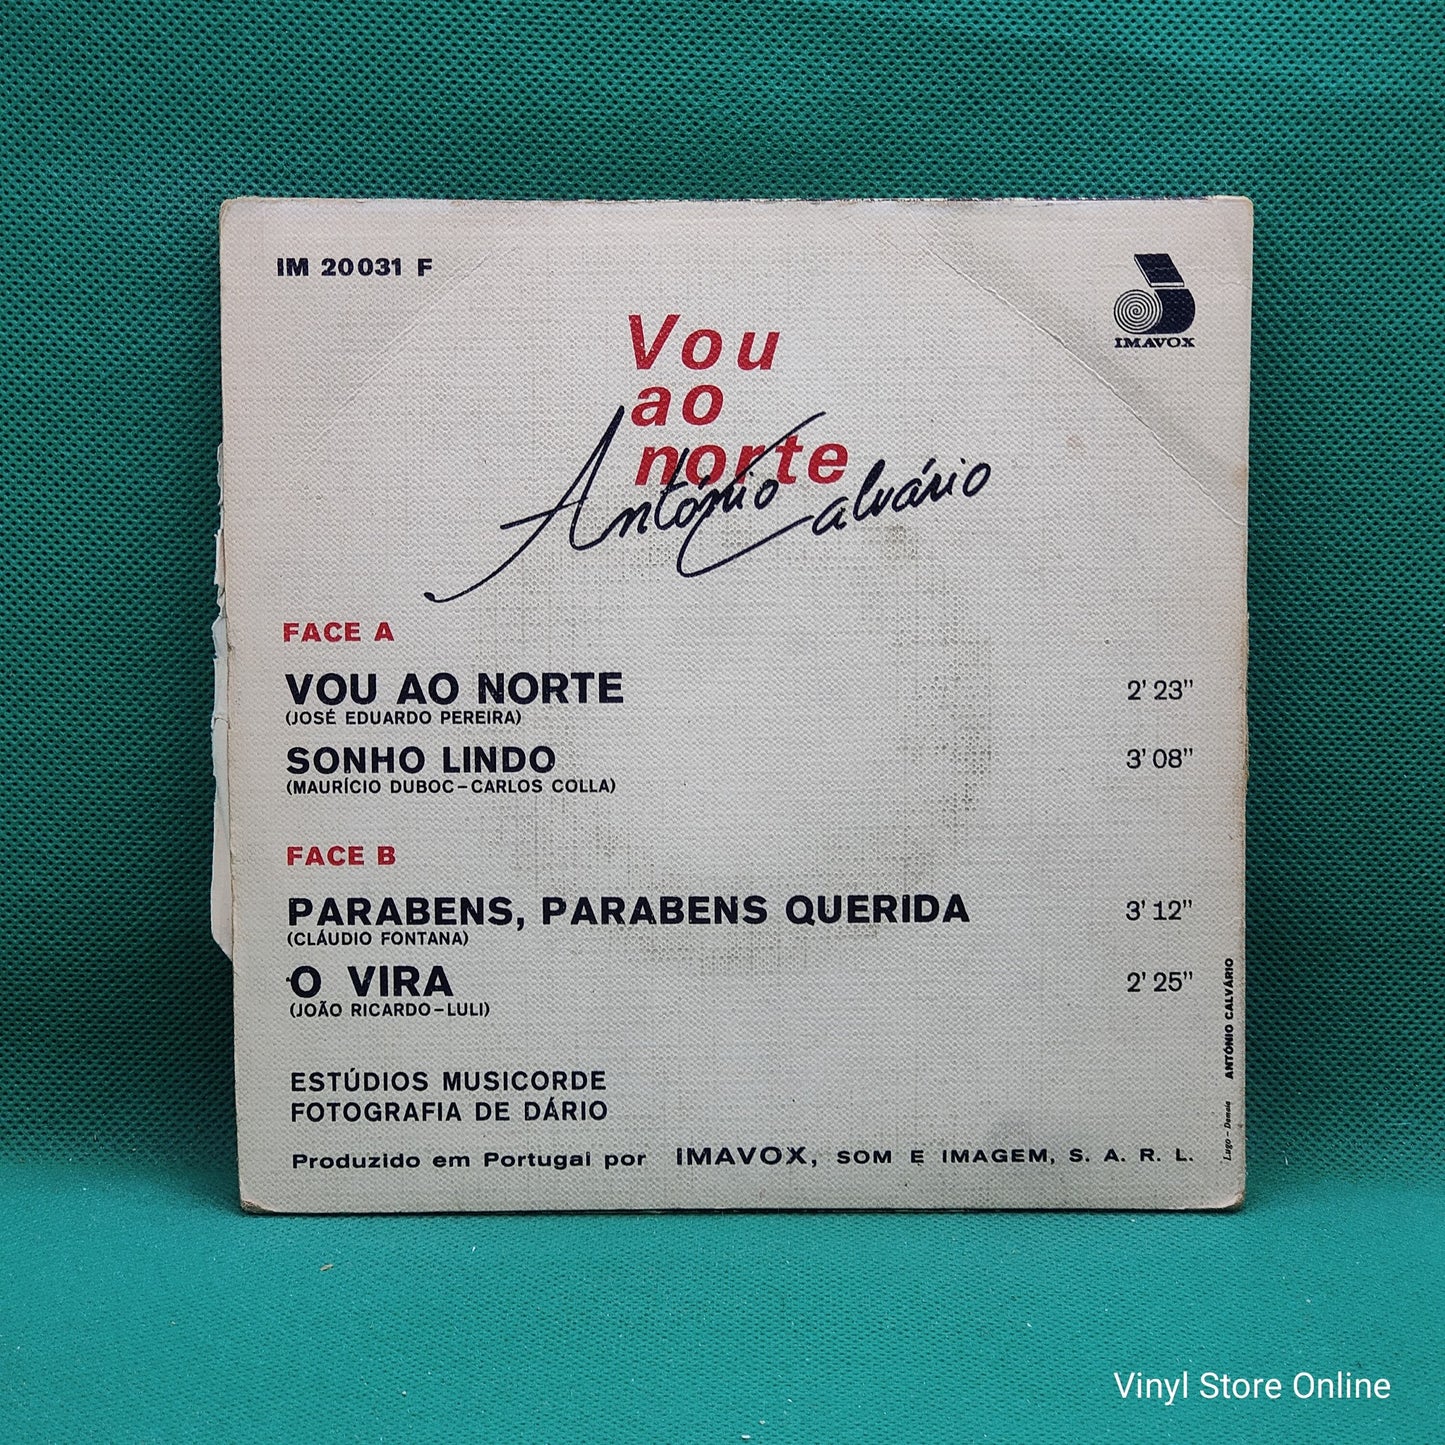 IM 20031 F
IMAVOX
Vou
ao
norte
António Calvário
FACE A
VOU AO NORTE 2' 23"
(JOSÉ EDUARDO PEREIRA)
SONHO LINDO 3' 08"
(MAURÍCIO DUBOC-CARLOS COLLA)
FACE B
PARABENS, PARABENS QUERIDA 3' 12"
(CLÁUDIO FONTANA)
O VIRA 2' 25"
(JOÃO RICARDO-LULI)
ESTÚDIOS MUSICORDE
FOTOGRAFIA DE DÁRIO
Produzido em Portugal por IMAVOX, SOM E IMAGEM, S. A. R. L.
Lugo - Damaia ANTÓNIO CALVÁRIO
Vinyl Store Online